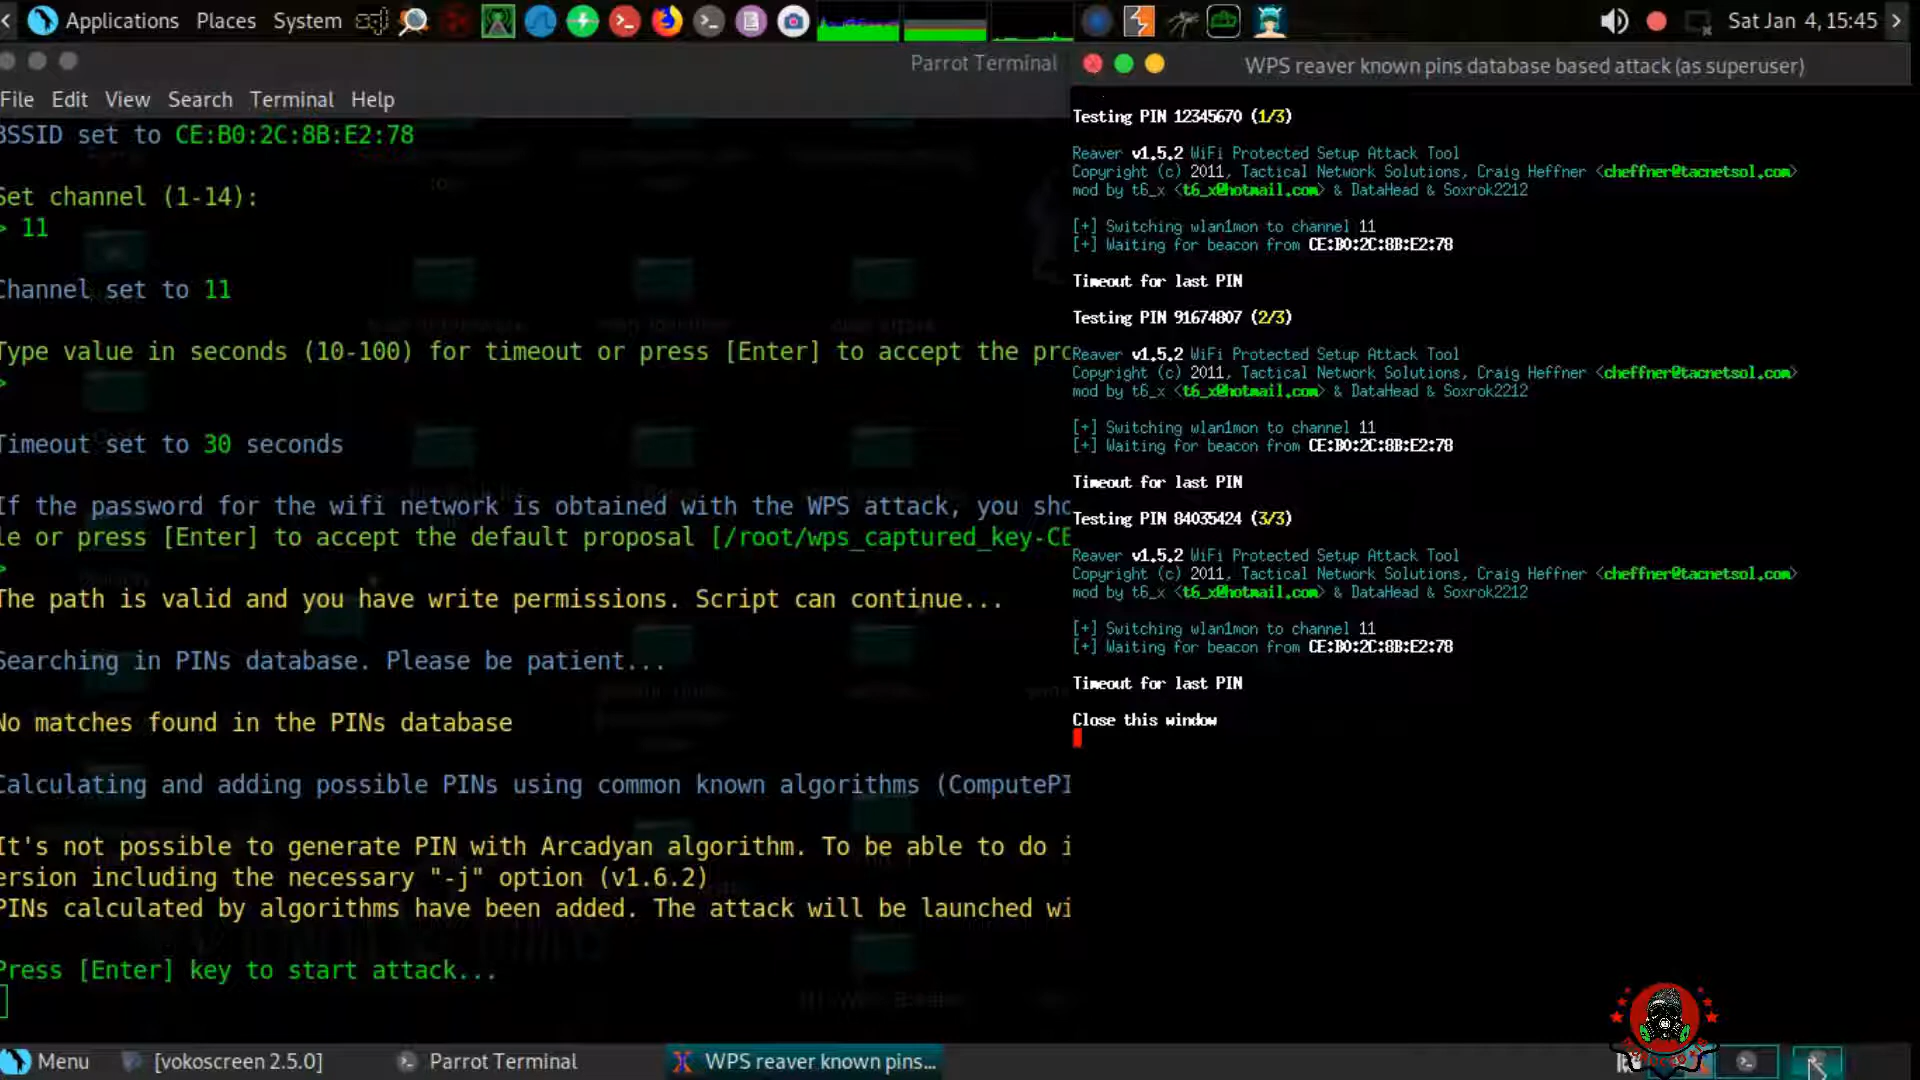 Applications Places System
Sat Jan 4, 15:45
Parrot Terminal
File Edit View Search Terminal Help
BSSID set to CE:B0:2C:8B:E2:78
Set channel (1-14):
> 11
Channel set to 11
Type value in seconds (10-100) for timeout or press [Enter] to accept the pro
>
Timeout set to 30 seconds
If the password for the wifi network is obtained with the WPS attack, you sho
le or press [Enter] to accept the default proposal [/root/wps_captured_key-CE
>
The path is valid and you have write permissions. Script can continue...
Searching in PINs database. Please be patient...
No matches found in the PINs database
Calculating and adding possible PINs using common known algorithms (ComputePI
It's not possible to generate PIN with Arcadyan algorithm. To be able to do i
ersion including the necessary "-j" option (v1.6.2)
PINs calculated by algorithms have been added. The attack will be launched wi
Press [Enter] key to start attack...
WPS reaver known pins database based attack (as superuser)
Testing PIN 12345670 (1/3)
Reaver v1.5.2 WiFi Protected Setup Attack Tool
Copyright (c) 2011, Tactical Network Solutions, Craig Heffner <cheffner@tacnetsol.com>
mod by t6_x <t6_x@hotmail.com> & DataHead & Soxrok2212
[+] Switching wlan1mon to channel 11
[+] Waiting for beacon from CE:B0:2C:8B:E2:78
Timeout for last PIN
Testing PIN 91674807 (2/3)
Reaver v1.5.2 WiFi Protected Setup Attack Tool
Copyright (c) 2011, Tactical Network Solutions, Craig Heffner <cheffner@tacnetsol.com>
mod by t6_x <t6_x@hotmail.com> & DataHead & Soxrok2212
[+] Switching wlan1mon to channel 11
[+] Waiting for beacon from CE:B0:2C:8B:E2:78
Timeout for last PIN
Testing PIN 84035424 (3/3)
Reaver v1.5.2 WiFi Protected Setup Attack Tool
Copyright (c) 2011, Tactical Network Solutions, Craig Heffner <cheffner@tacnetsol.com>
mod by t6_x <t6_x@hotmail.com> & DataHead & Soxrok2212
[+] Switching wlan1mon to channel 11
[+] Waiting for beacon from CE:B0:2C:8B:E2:78
Timeout for last PIN
Close this window
Menu [vokoscreen 2.5.0] Parrot Terminal WPS reaver known pins...